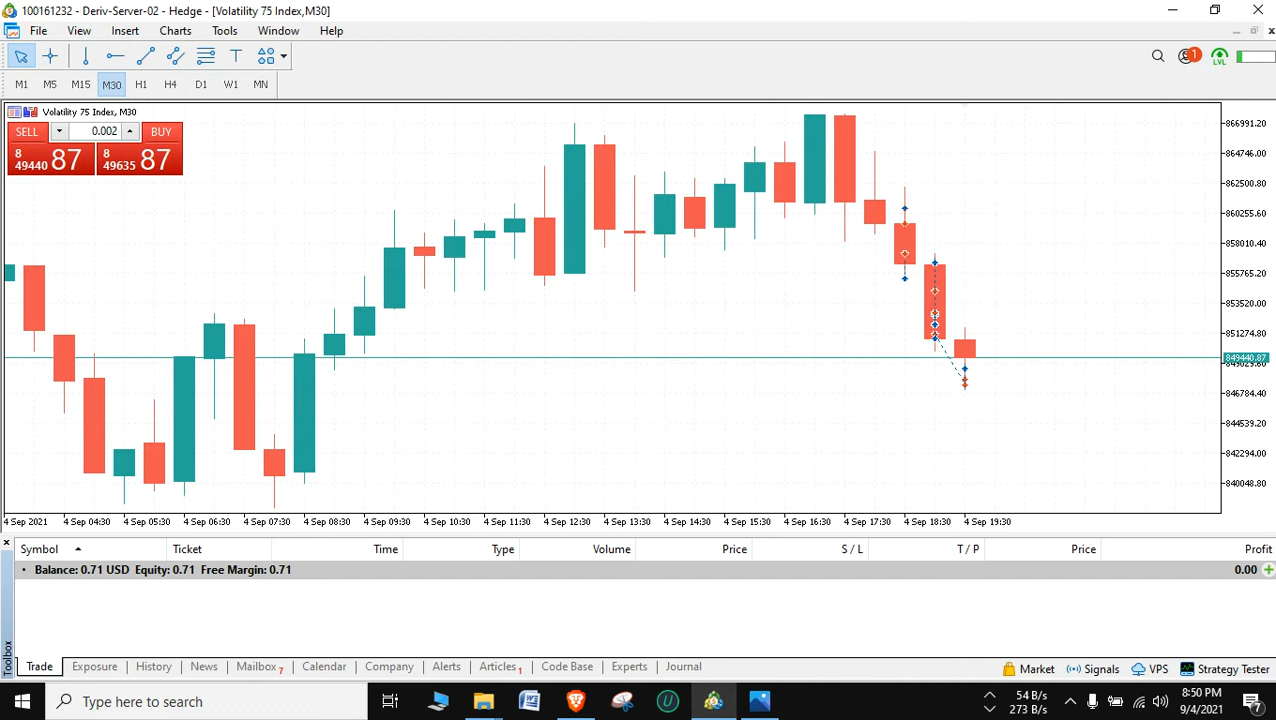 100161232 - Deriv-Server-02 - Hedge - [Volatility 75 Index,M30]
File View Insert Charts Tools Window Help
T 1 LVL
M1 M5 M15 M30 H1 H4 D1 W1 MN
Volatility 75 Index, M30
SELL 0.002 BUY
8 49440 87 8 49635 87
866991.20
864746.00
862500.80
860255.60
858010.40
855765.20
853520.00
851274.80
849440.87
846784.40
844539.20
842294.00
840048.80
4 Sep 2021 4 Sep 04:30 4 Sep 05:30 4 Sep 06:30 4 Sep 07:30 4 Sep 08:30 4 Sep 09:30 4 Sep 10:30 4 Sep 11:30 4 Sep 12:30 4 Sep 13:30 4 Sep 14:30 4 Sep 15:30 4 Sep 16:30 4 Sep 17:30 4 Sep 18:30 4 Sep 19:30
Symbol Ticket Time Type Volume Price S / L T / P Price Profit
Balance: 0.71 USD Equity: 0.71 Free Margin: 0.71 0.00
Toolbox
Trade Exposure History News Mailbox 7 Calendar Company Alerts Articles 1 Code Base Experts Journal Market Signals VPS Strategy Tester
Type here to search
54 B/s
273 B/s
8:50 PM
9/4/2021
7